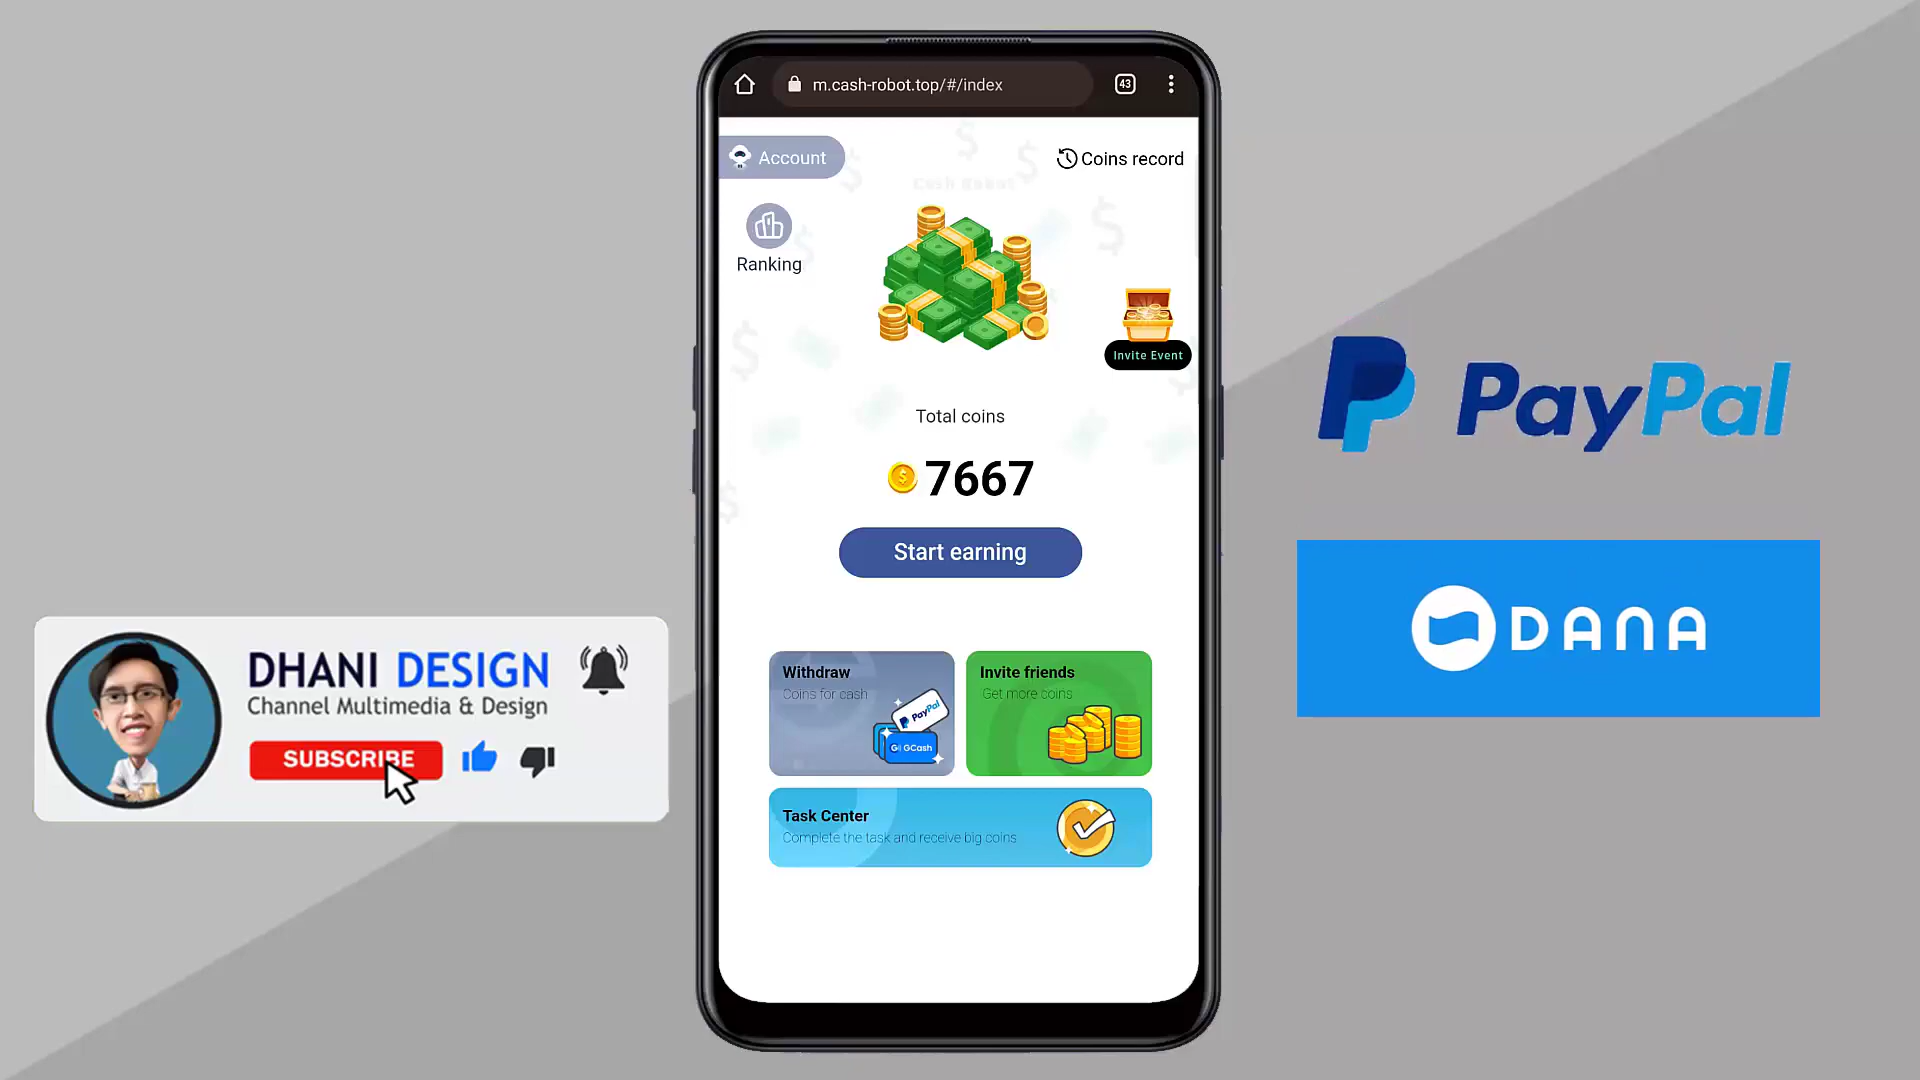 m.cash-robot.top/#/index
43
Account
Coins record
Cash Robot
Ranking
Invite Event
Total coins
7667
Start earning
Withdraw
Coins for cash
PayPal
GCash
Invite friends
Get more coins
Task Center
Complete the task and receive big coins
DHANI DESIGN
Channel Multimedia & Design
SUBSCRIBE
PayPal
DANA